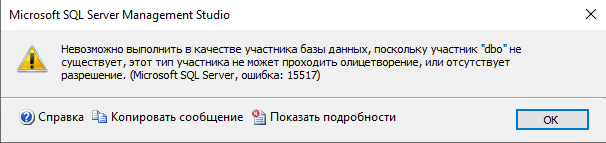 Microsoft SQL Server Management Studio
Невозможно выполнить в качестве участника базы данных, поскольку участник "dbo" не
существует, этот тип участника не может проходить олицетворение, или отсутствует
разрешение. (Microsoft SQL Server, ошибка: 15517)
Справка Копировать сообщение Показать подробности OK